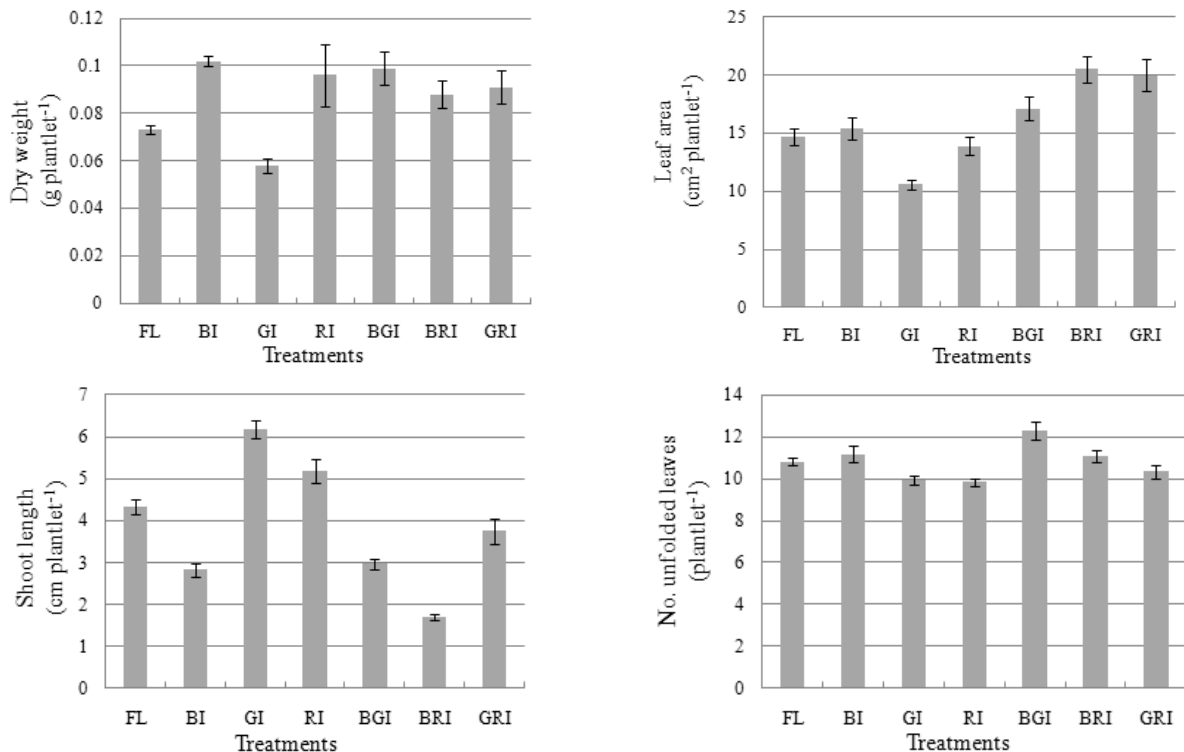 0.12
0.1
0.08
0.06
0.04
0.02
0
Dry weight
(g plantlet-1)
FL BI GI RI BGI BRI GRI
Treatments
25
20
15
10
5
0
Leaf area
(cm2 plantlet-1)
FL BI GI RI BGI BRI GRI
Treatments
7
6
5
4
3
2
1
0
Shoot length
(cm plantlet-1)
FL BI GI RI BGI BRI GRI
Treatments
14
12
10
8
6
4
2
0
No. unfolded leaves
(plantlet-1)
FL BI GI RI BGI BRI GRI
Treatments